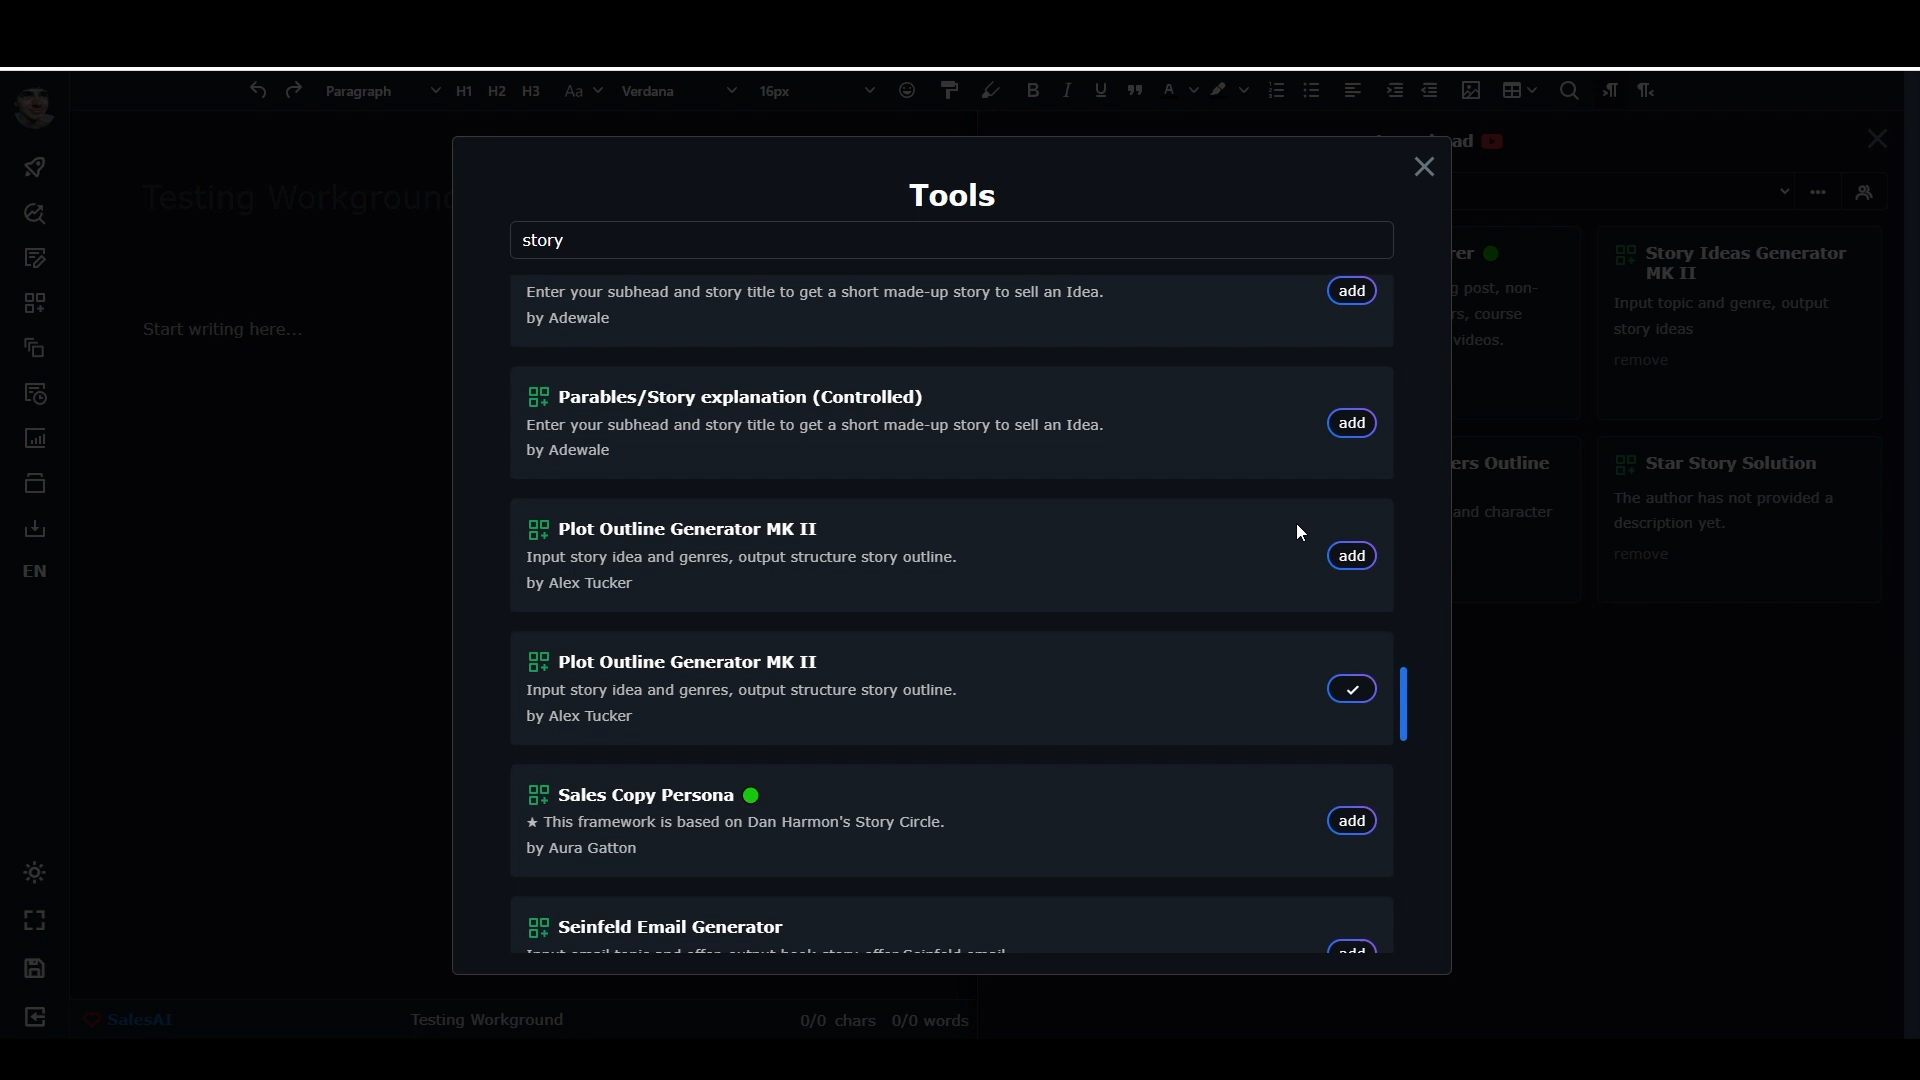 Paragraph H1 H2 H3 Aa Verdana 16px B I U A
ad
Testing Workground
Tools
story
Start writing here...
Enter your subhead and story title to get a short made-up story to sell an Idea.
by Adewale
add
Parables/Story explanation (Controlled)
Enter your subhead and story title to get a short made-up story to sell an Idea.
by Adewale
add
Plot Outline Generator MK II
Input story idea and genres, output structure story outline.
by Alex Tucker
add
Plot Outline Generator MK II
Input story idea and genres, output structure story outline.
by Alex Tucker
Sales Copy Persona
★ This framework is based on Dan Harmon's Story Circle.
by Aura Gatton
add
Seinfeld Email Generator
rer
g post, non-
rs, course
videos.
Story Ideas Generator
MK II
Input topic and genre, output
story ideas
remove
ers Outline
and character
Star Story Solution
The author has not provided a
description yet.
remove
EN
SalesAI
Testing Workground
0/0 chars 0/0 words